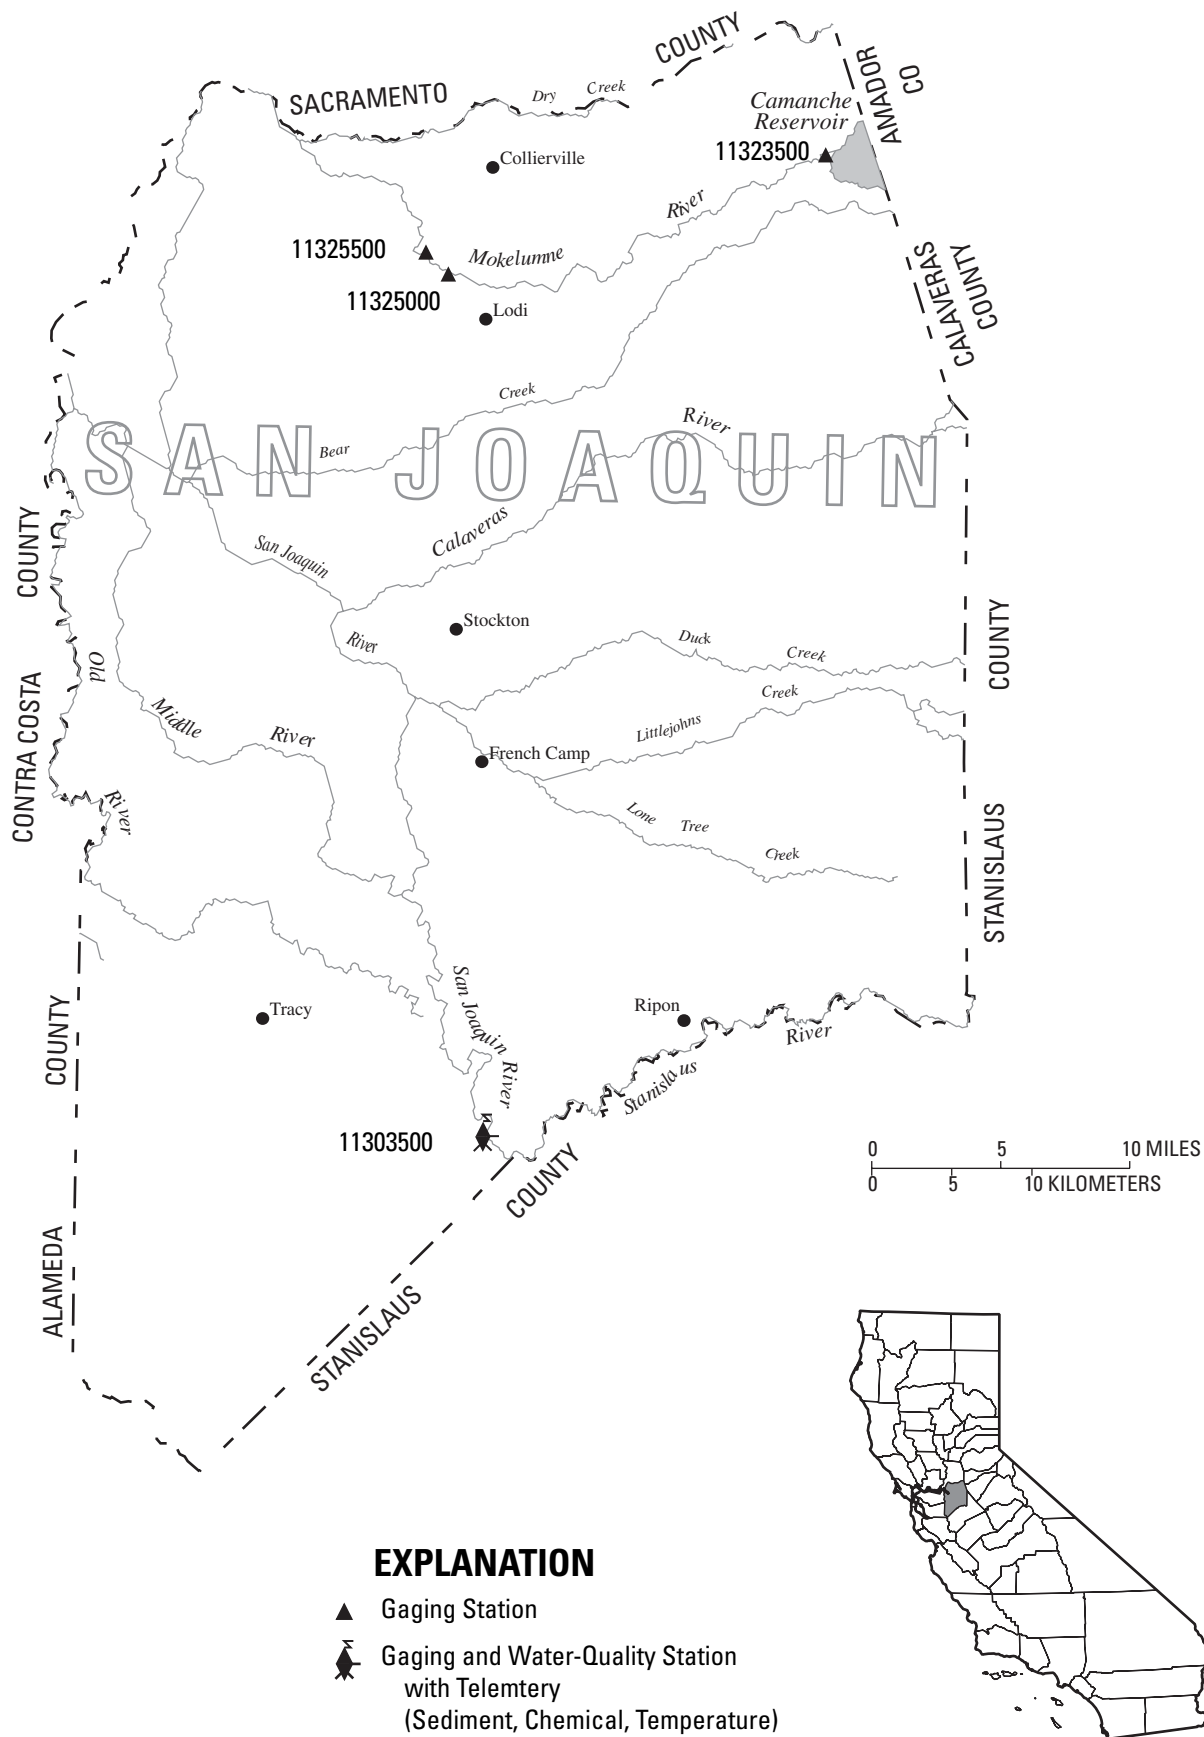 COUNTY
SACRAMENTO
Dry Creek
AMADOR
CO
Camanche
Reservoir
11323500
Collierville
River
11325500
Mokelumne
11325000
Lodi
CALAVERAS
COUNTY
Creek
River
Bear
SAN JOAQUIN
Calaveras
San Joaquin
COUNTY
Stockton
River
Duck
Creek
COUNTY
Old
Creek
Middle
River
Littlejohns
CONTRA COSTA
French Camp
River
Lone
Tree
Creek
STANISLAUS
San Joaquin River
Tracy
Ripon
COUNTY
River
Stanislaus
11303500
COUNTY
0 5 10 MILES
0 5 10 KILOMETERS
ALAMEDA
STANISLAUS
EXPLANATION
Gaging Station
Gaging and Water-Quality Station
with Telemtery
(Sediment, Chemical, Temperature)